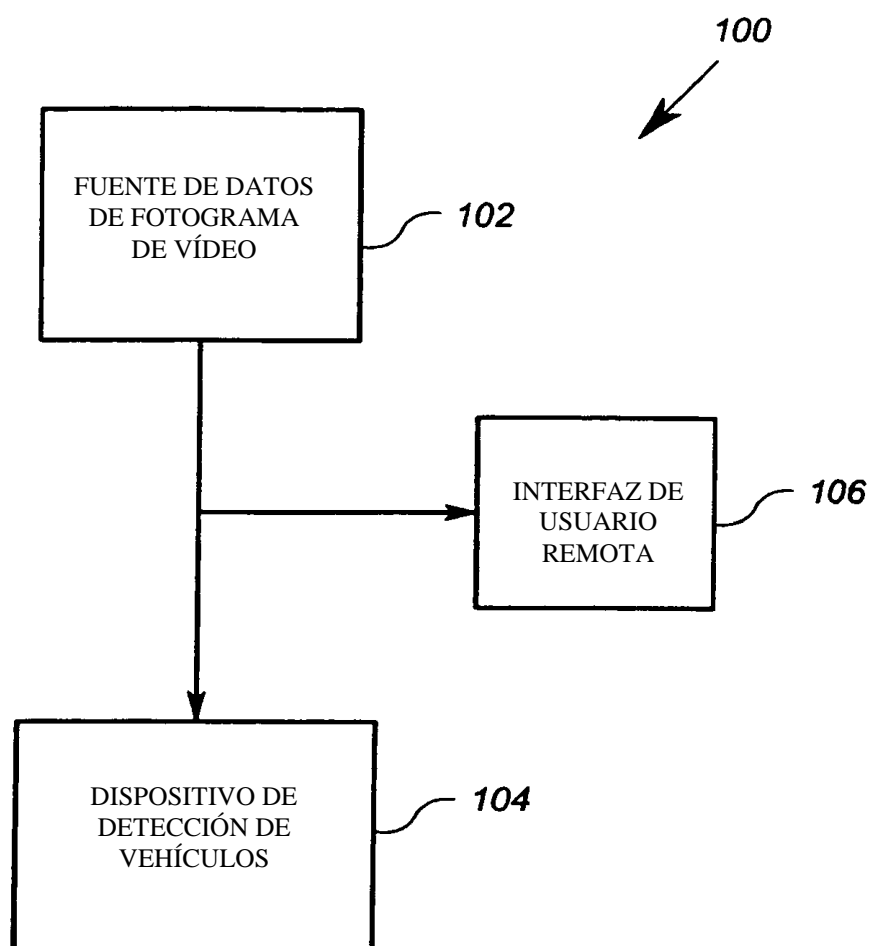 100
FUENTE DE DATOS
DE FOTOGRAMA
DE VÍDEO
102
INTERFAZ DE
USUARIO
REMOTA
106
DISPOSITIVO DE
DETECCIÓN DE
VEHÍCULOS
104